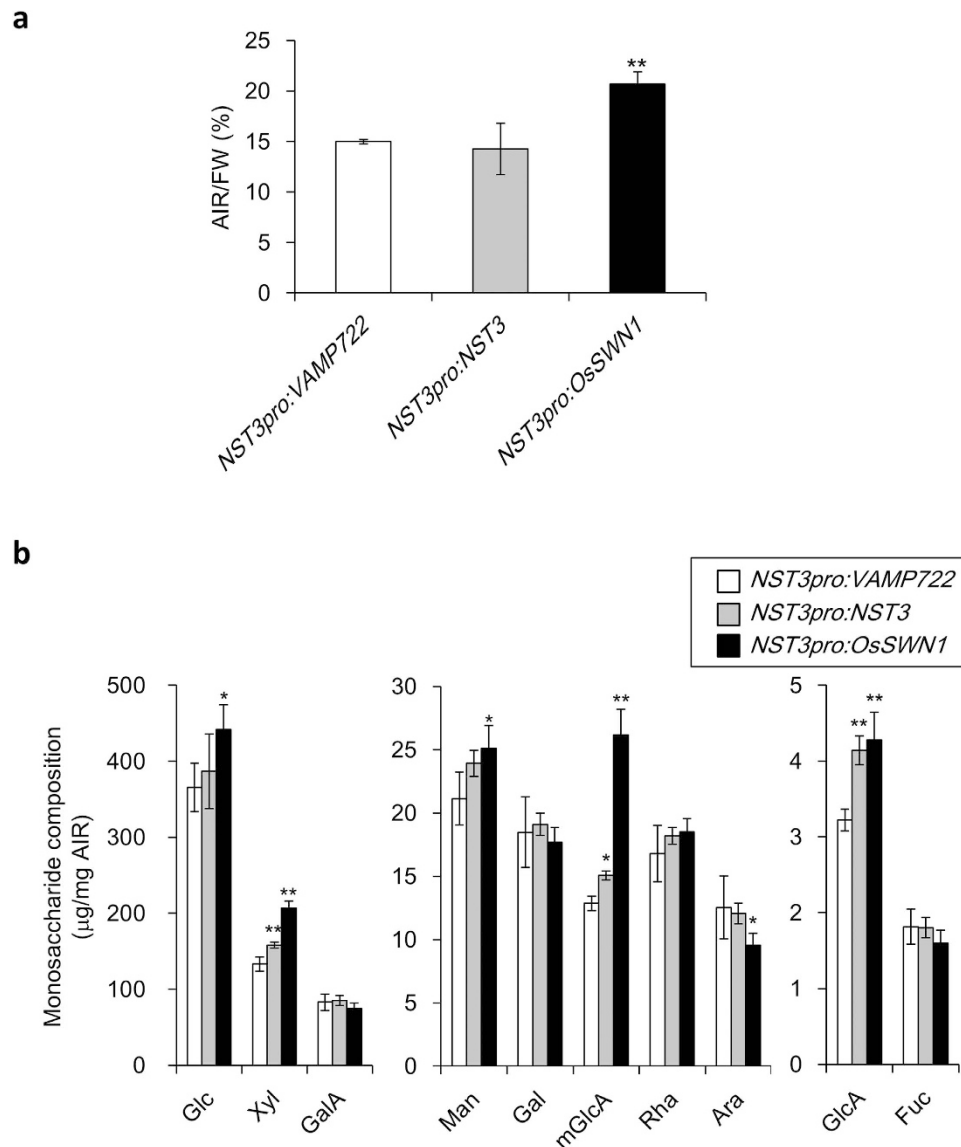 a
AIR/FW (%)
25
20
15
10
5
0
**
NST3pro:VAMP722
NST3pro:NST3
NST3pro:OsSWN1
b
NST3pro:VAMP722
NST3pro:NST3
NST3pro:OsSWN1
Monosaccharide composition
(μg/mg AIR)
500
400
300
200
100
0
*
**
**
Glc
Xyl
GalA
30
25
20
15
10
5
0
*
*
**
*
Man
Gal
mGlcA
Rha
Ara
5
4
3
2
1
0
**
**
GlcA
Fuc